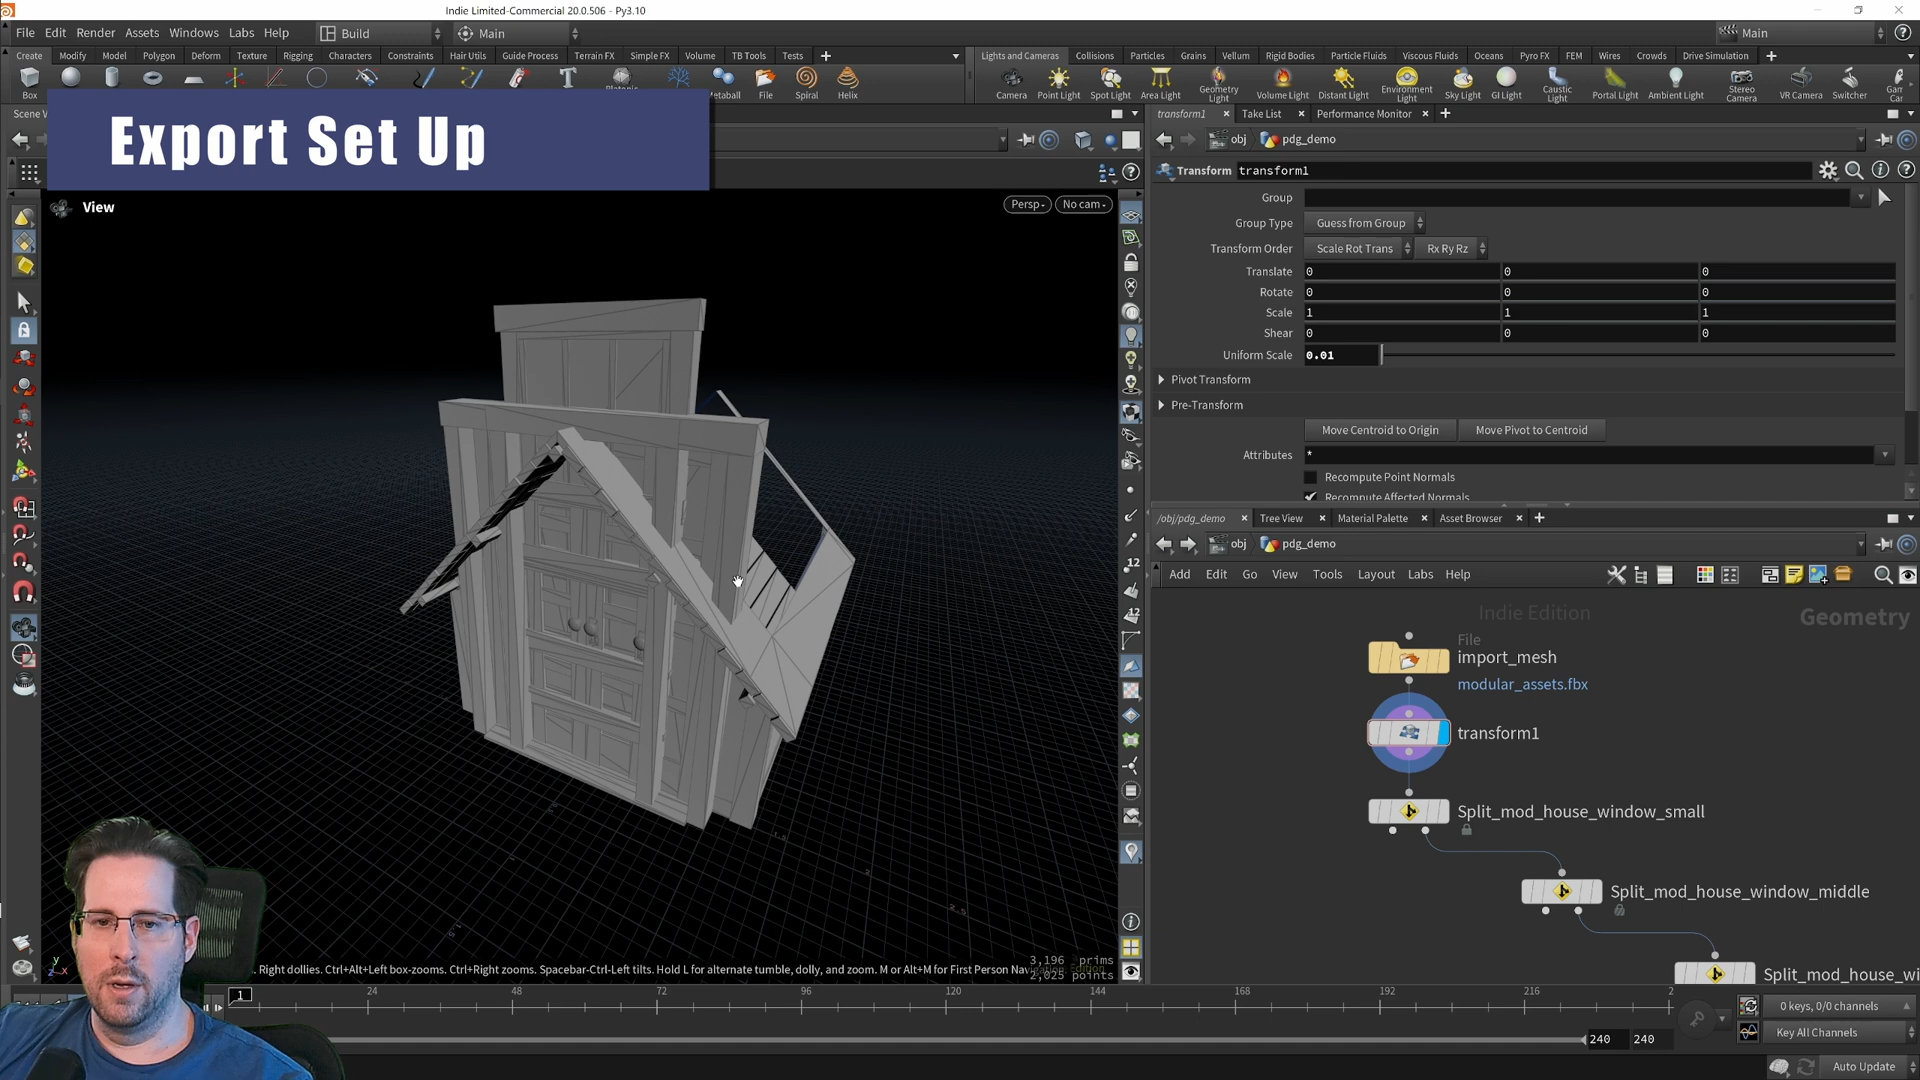 Indie Limited-Commercial 20.0.506 - Py3.10
File Edit Render Assets Windows Labs Help Build Main Main
Create Modify Model Polygon Deform Texture Rigging Characters Constraints Hair Utils Guide Process Terrain FX Simple FX Volume TB Tools Tests
Lights and Cameras Collisions Particles Grains Vellum Rigid Bodies Particle Fluids Viscous Fluids Oceans Pyro FX FEM Wires Crowds Drive Simulation
Box Metaball File Spiral Helix
Camera Point Light Spot Light Area Light Geometry Light Volume Light Distant Light Environment Light Sky Light GI Light Caustic Light Portal Light Ambient Light Stereo Camera VR Camera Switcher
Scene V
Export Set Up
transform1 Take List Performance Monitor
obj pdg_demo
Transform transform1
View
Persp No cam
Group
Group Type Guess from Group
Transform Order Scale Rot Trans Rx Ry Rz
Translate 0 0 0
Rotate 0 0 0
Scale 1 1 1
Shear 0 0 0
Uniform Scale 0.01
Pivot Transform
Pre-Transform
Move Centroid to Origin Move Pivot to Centroid
Attributes *
Recompute Point Normals
Recompute Affected Normals
/obj/pdg_demo Tree View Material Palette Asset Browser
obj pdg_demo
Add Edit Go View Tools Layout Labs Help
Indie Edition
Geometry
File
import_mesh
modular_assets.fbx
transform1
Split_mod_house_window_small
Split_mod_house_window_middle
Split_mod_house_wi
3,196 prims
2,025 points
. Right dollies. Ctrl+Alt+Left box-zooms. Ctrl+Right zooms. Spacebar-Ctrl-Left tilts. Hold L for alternate tumble, dolly, and zoom. M or Alt+M for First Person Nav
1 24 48 72 96 120 144 168 192 216 2
0 keys, 0/0 channels
Key All Channels
240 240
Auto Update